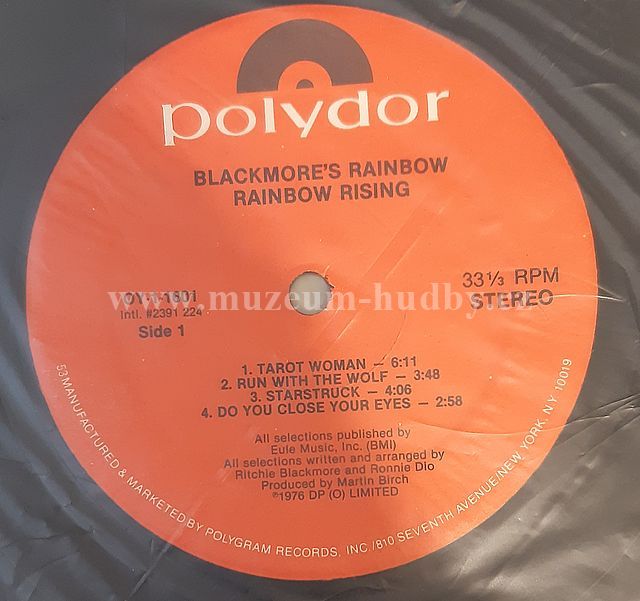 polydor
BLACKMORE'S RAINBOW
RAINBOW RISING
OY-1-1601
Intl. #2391 224
Side 1
33 1/3 RPM
STEREO
www.muzeum-hudby
1. TAROT WOMAN — 6:11
2. RUN WITH THE WOLF — 3:48
3. STARSTRUCK — 4:06
4. DO YOU CLOSE YOUR EYES — 2:58
All selections published by
Eule Music, Inc. (BMI)
All selections written and arranged by
Ritchie Blackmore and Ronnie Dio
Produced by Martin Birch
℗1976 DP (O) LIMITED
53 MANUFACTURED & MARKETED BY POLYGRAM RECORDS, INC./810 SEVENTH AVENUE/NEW YORK, NY 10019